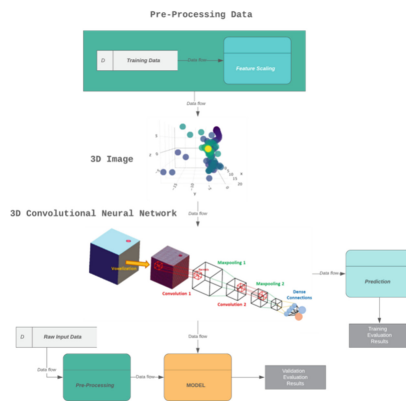 Pre-Processing Data
D
Training Data
Data flow
Feature Scaling
Data flow
3D Image
Data flow
3D Convolutional Neural Network
Voxelisation
Maxpooling 1
Maxpooling 2
Convolution 1
Convolution 2
Dense
Connections
Data flow
Prediction
Data flow
Training
Evaluation
Results
D
Raw Input Data
Data flow
Pre-Processing
Data flow
MODEL
Validation
Evaluation
Results